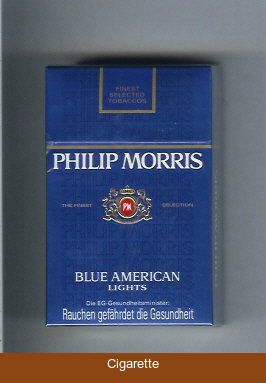 FINEST
SELECTED
TOBACCOS
PHILIP MORRIS
THE FINEST SELECTION
PM
BLUE AMERICAN
LIGHTS
Die EG-Gesundheitsminister:
Rauchen gefährdet die Gesundheit
Cigarette